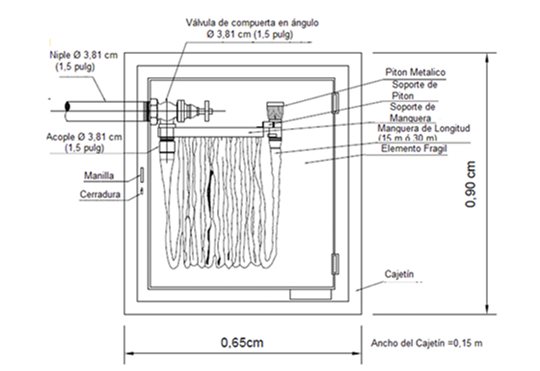 Válvula de compuerta en ángulo
Ø 3,81 cm (1,5 pulg)
Niple Ø 3,81 cm
(1,5 pulg)
Piton Metalico
Soporte de
Piton
Soporte de
Manguera
Manguera de Longitud
(15 m ó 30 m)
Elemento Fragil
Acople Ø 3,81 cm
(1,5 pulg)
Manilla
Cerradura
0,90 cm
Cajetín
0,65cm
Ancho del Cajetín =0,15 m